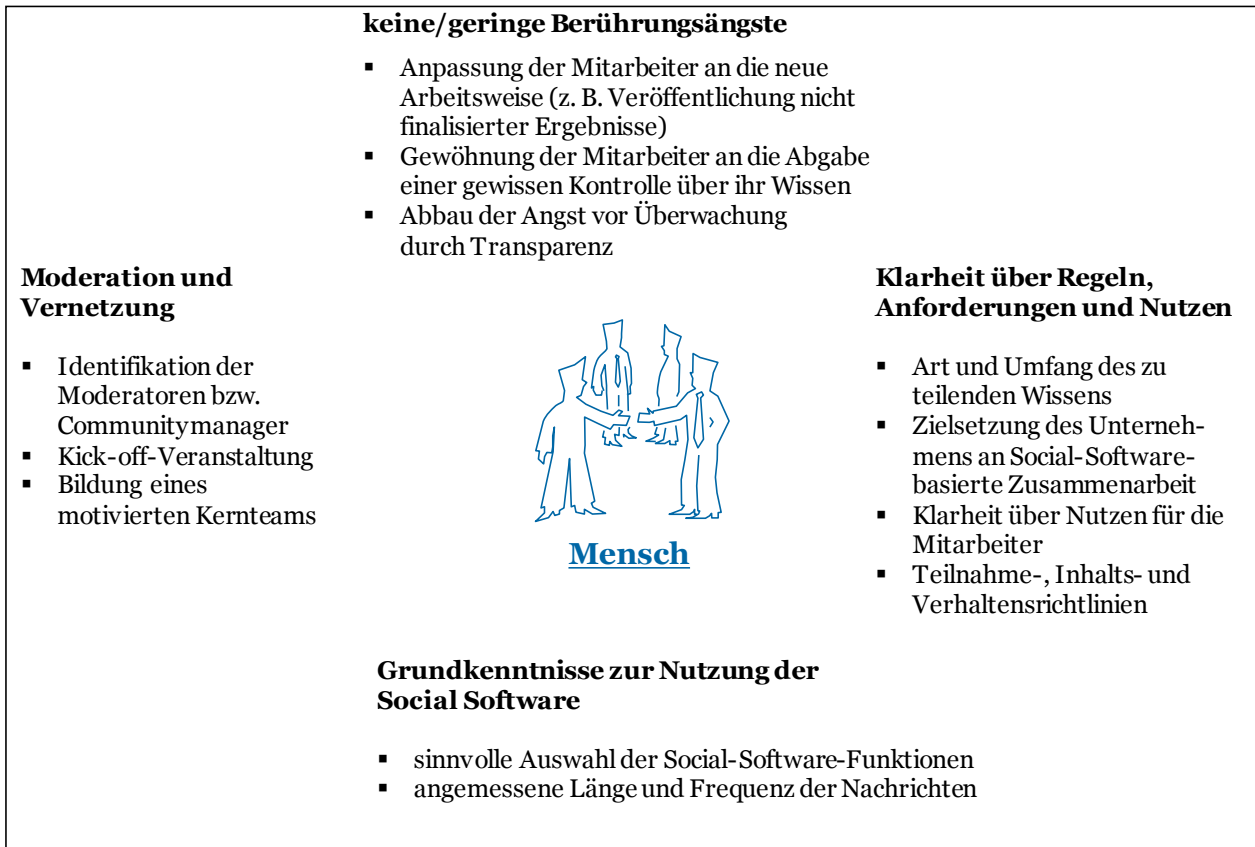 keine/geringe Berührungsängste
▪ Anpassung der Mitarbeiter an die neue
Arbeitsweise (z. B. Veröffentlichung nicht
finalisierter Ergebnisse)
▪ Gewöhnung der Mitarbeiter an die Abgabe
einer gewissen Kontrolle über ihr Wissen
▪ Abbau der Angst vor Überwachung
durch Transparenz
Moderation und
Vernetzung
▪ Identifikation der
Moderatoren bzw.
Communitymanager
▪ Kick-off-Veranstaltung
▪ Bildung eines
motivierten Kernteams
Mensch
Klarheit über Regeln,
Anforderungen und Nutzen
▪ Art und Umfang des zu
teilenden Wissens
▪ Zielsetzung des Unterneh-
mens an Social-Software-
basierte Zusammenarbeit
▪ Klarheit über Nutzen für die
Mitarbeiter
▪ Teilnahme-, Inhalts- und
Verhaltensrichtlinien
Grundkenntnisse zur Nutzung der
Social Software
▪ sinnvolle Auswahl der Social-Software-Funktionen
▪ angemessene Länge und Frequenz der Nachrichten